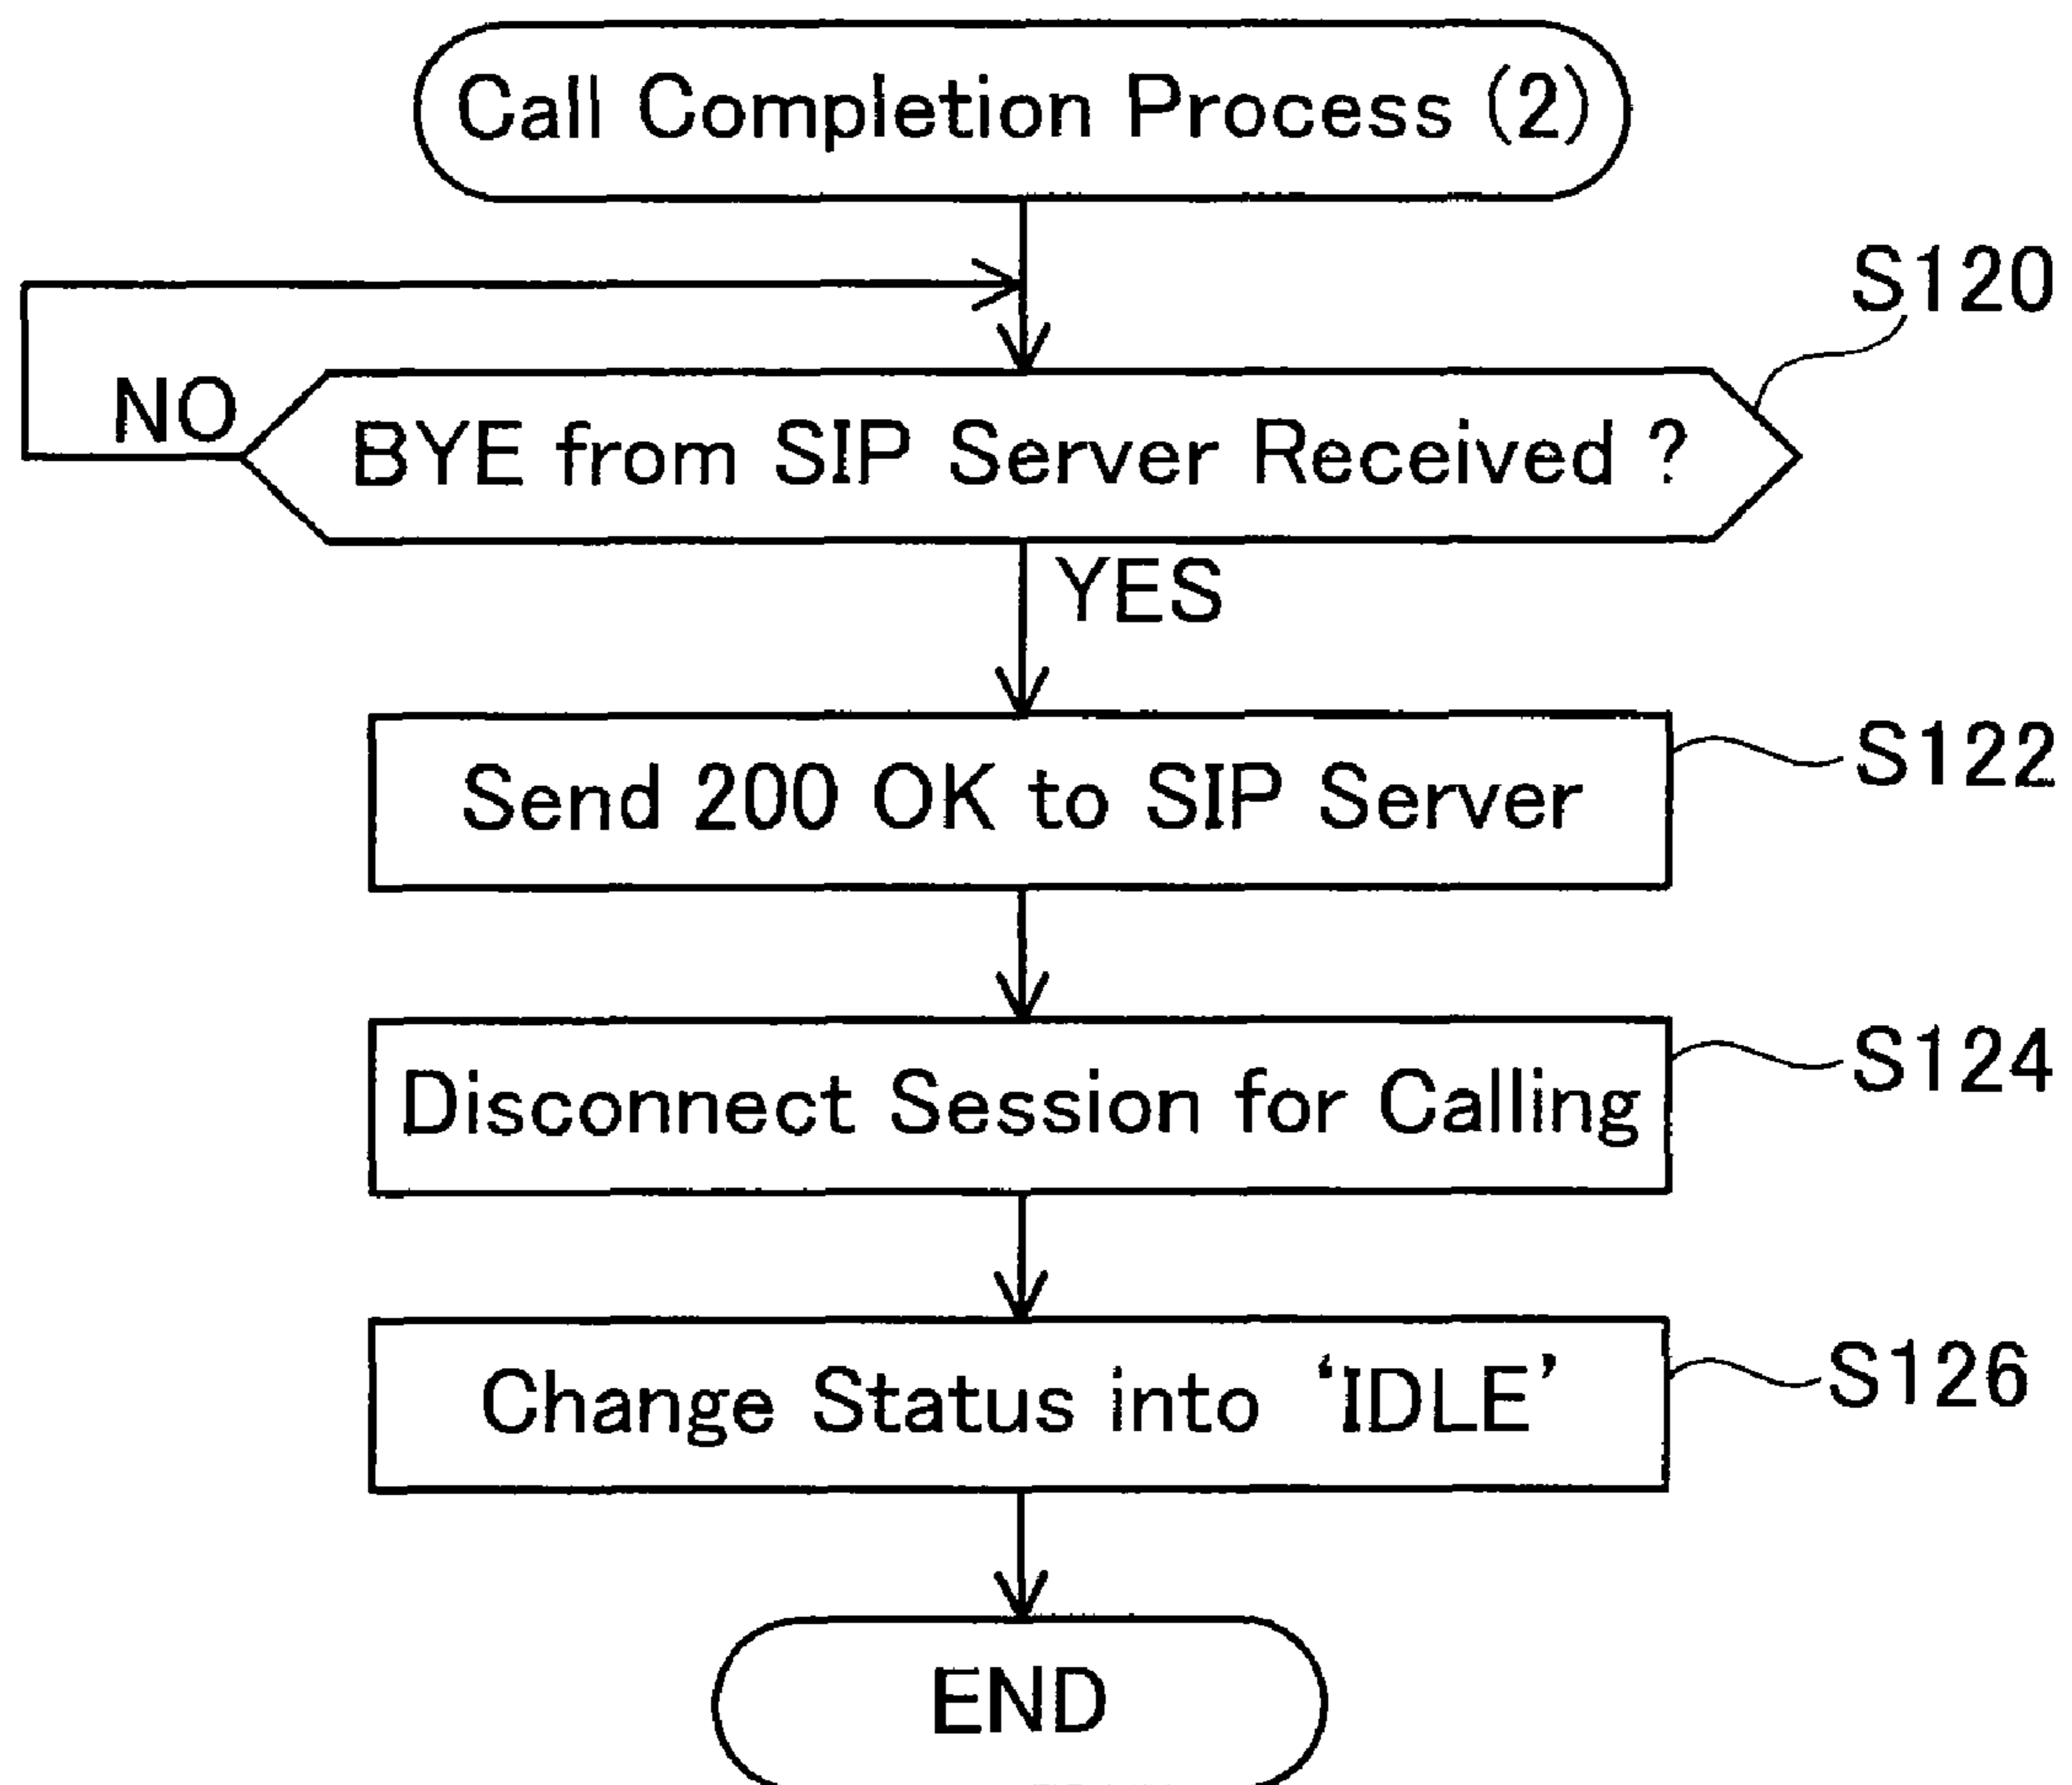 Call Completion Process (2)
S120
NO
BYE from SIP Server Received ?
YES
Send 200 OK to SIP Server
S122
Disconnect Session for Calling
S124
Change Status into ‘IDLE’
S126
END